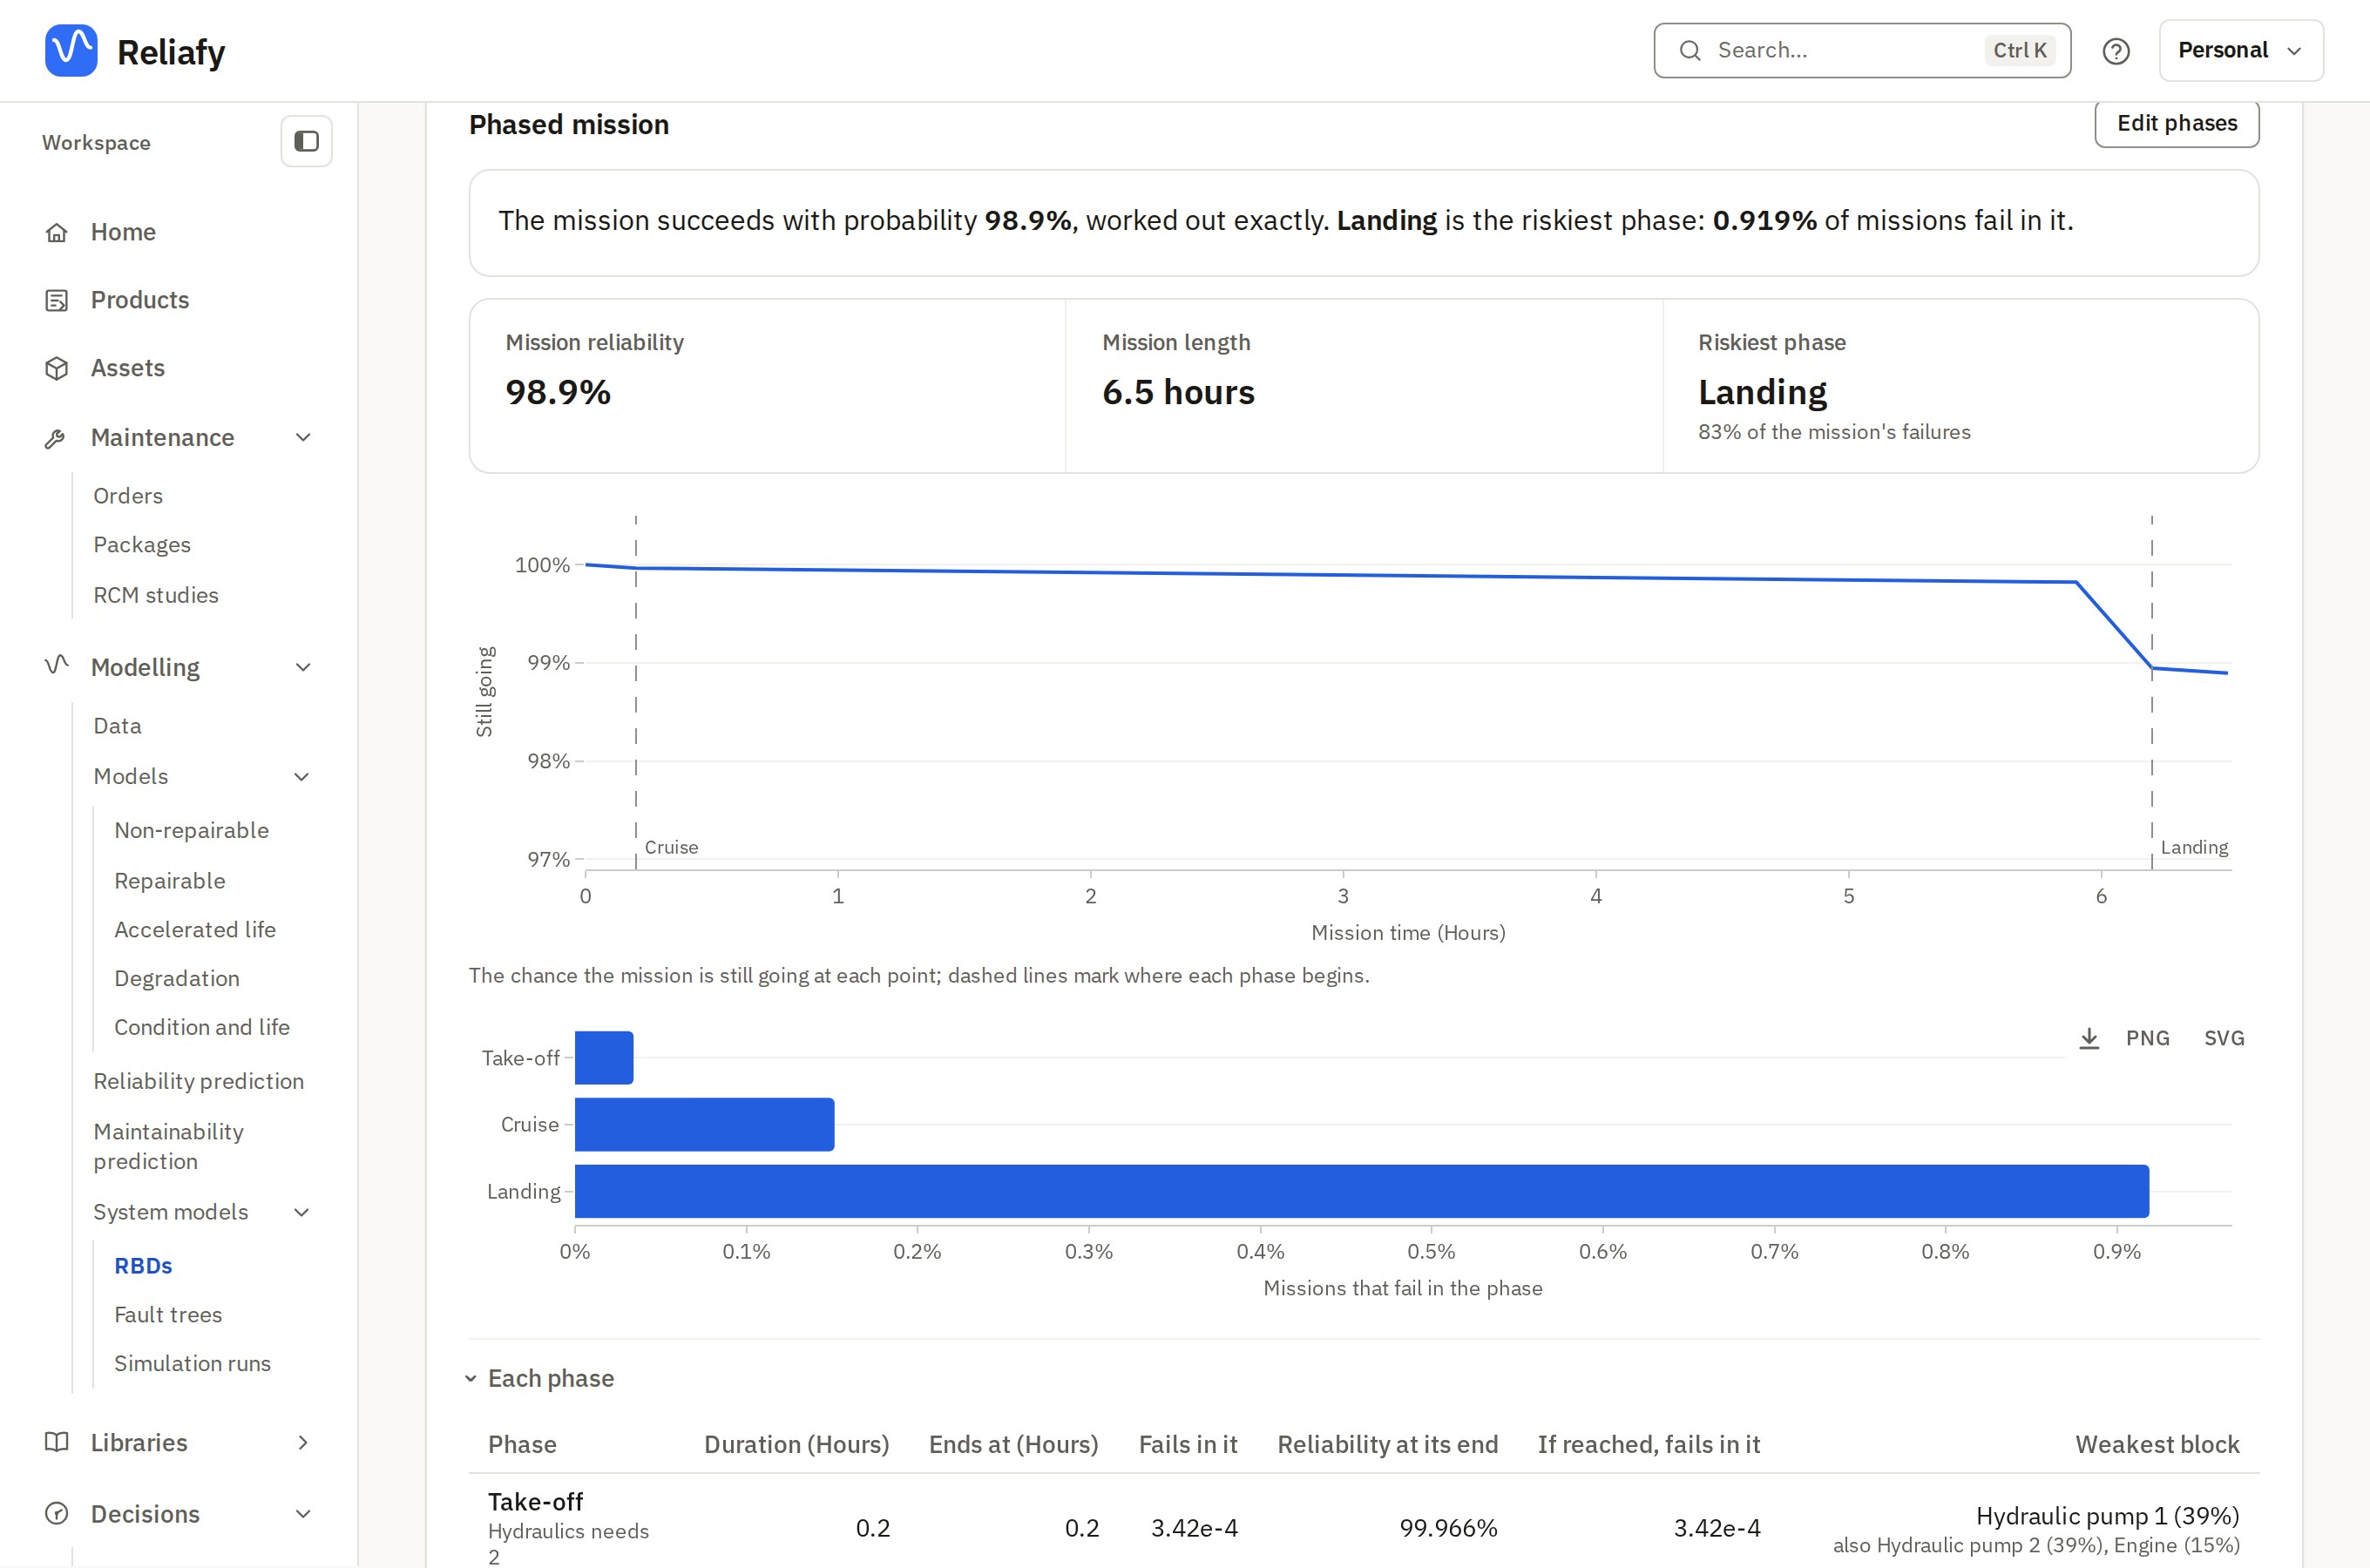 Reliafy
Search...
Ctrl K
Personal
Workspace
Home
Products
Assets
Maintenance
Orders
Packages
RCM studies
Modelling
Data
Models
Non-repairable
Repairable
Accelerated life
Degradation
Condition and life
Reliability prediction
Maintainability
prediction
System models
RBDs
Fault trees
Simulation runs
Libraries
Decisions
Phased mission
Edit phases
The mission succeeds with probability 98.9%, worked out exactly. Landing is the riskiest phase: 0.919% of missions fail in it.
Mission reliability
98.9%
Mission length
6.5 hours
Riskiest phase
Landing
83% of the mission's failures
Still going
100%
99%
98%
97%
Cruise
Landing
0 1 2 3 4 5 6
Mission time (Hours)
The chance the mission is still going at each point; dashed lines mark where each phase begins.
PNG SVG
Take-off
Cruise
Landing
0% 0.1% 0.2% 0.3% 0.4% 0.5% 0.6% 0.7% 0.8% 0.9%
Missions that fail in the phase
Each phase
Phase Duration (Hours) Ends at (Hours) Fails in it Reliability at its end If reached, fails in it Weakest block
Take-off
Hydraulics needs
2
0.2 0.2 3.42e-4 99.966% 3.42e-4
Hydraulic pump 1 (39%)
also Hydraulic pump 2 (39%), Engine (15%)